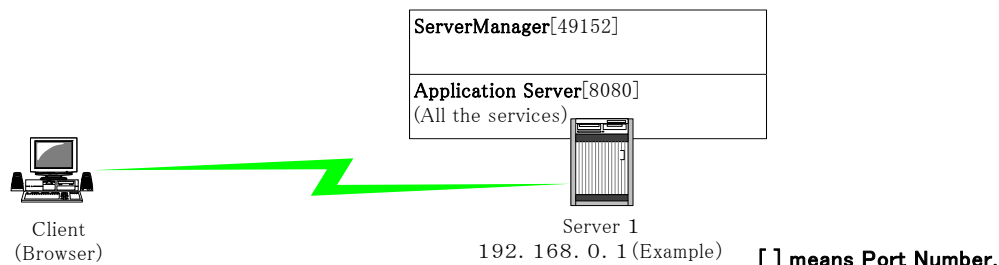 ServerManager[49152]
Application Server[8080]
(All the services)
Client
(Browser)
Server 1
192. 168. 0. 1(Example)
[ ] means Port Number.